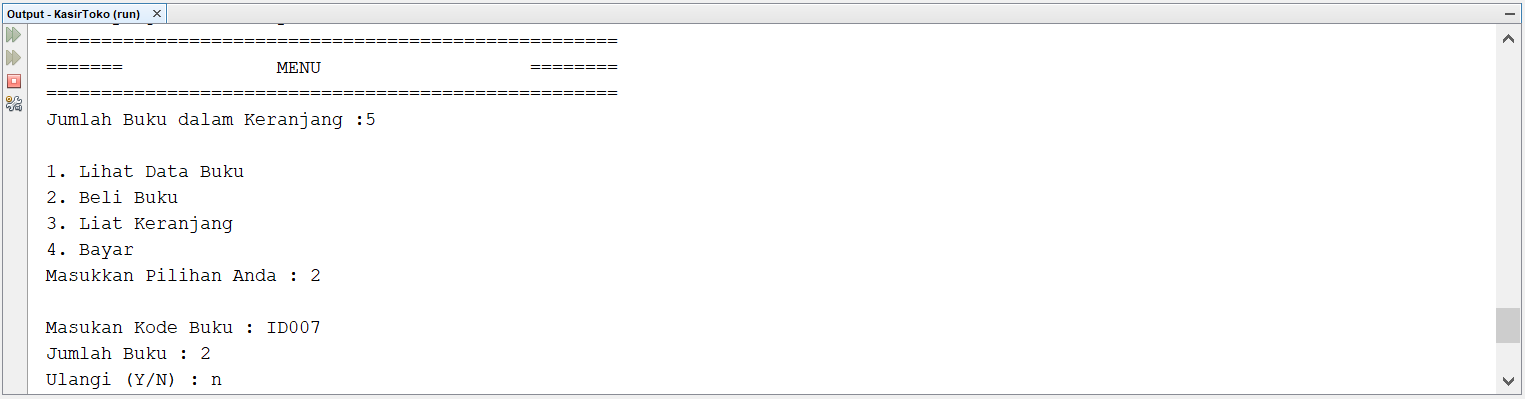 Output - KasirToko (run)
====================================================
=======              MENU                   ========
====================================================
Jumlah Buku dalam Keranjang :5
1. Lihat Data Buku
2. Beli Buku
3. Liat Keranjang
4. Bayar
Masukkan Pilihan Anda : 2
Masukan Kode Buku : ID007
Jumlah Buku : 2
Ulangi (Y/N) : n